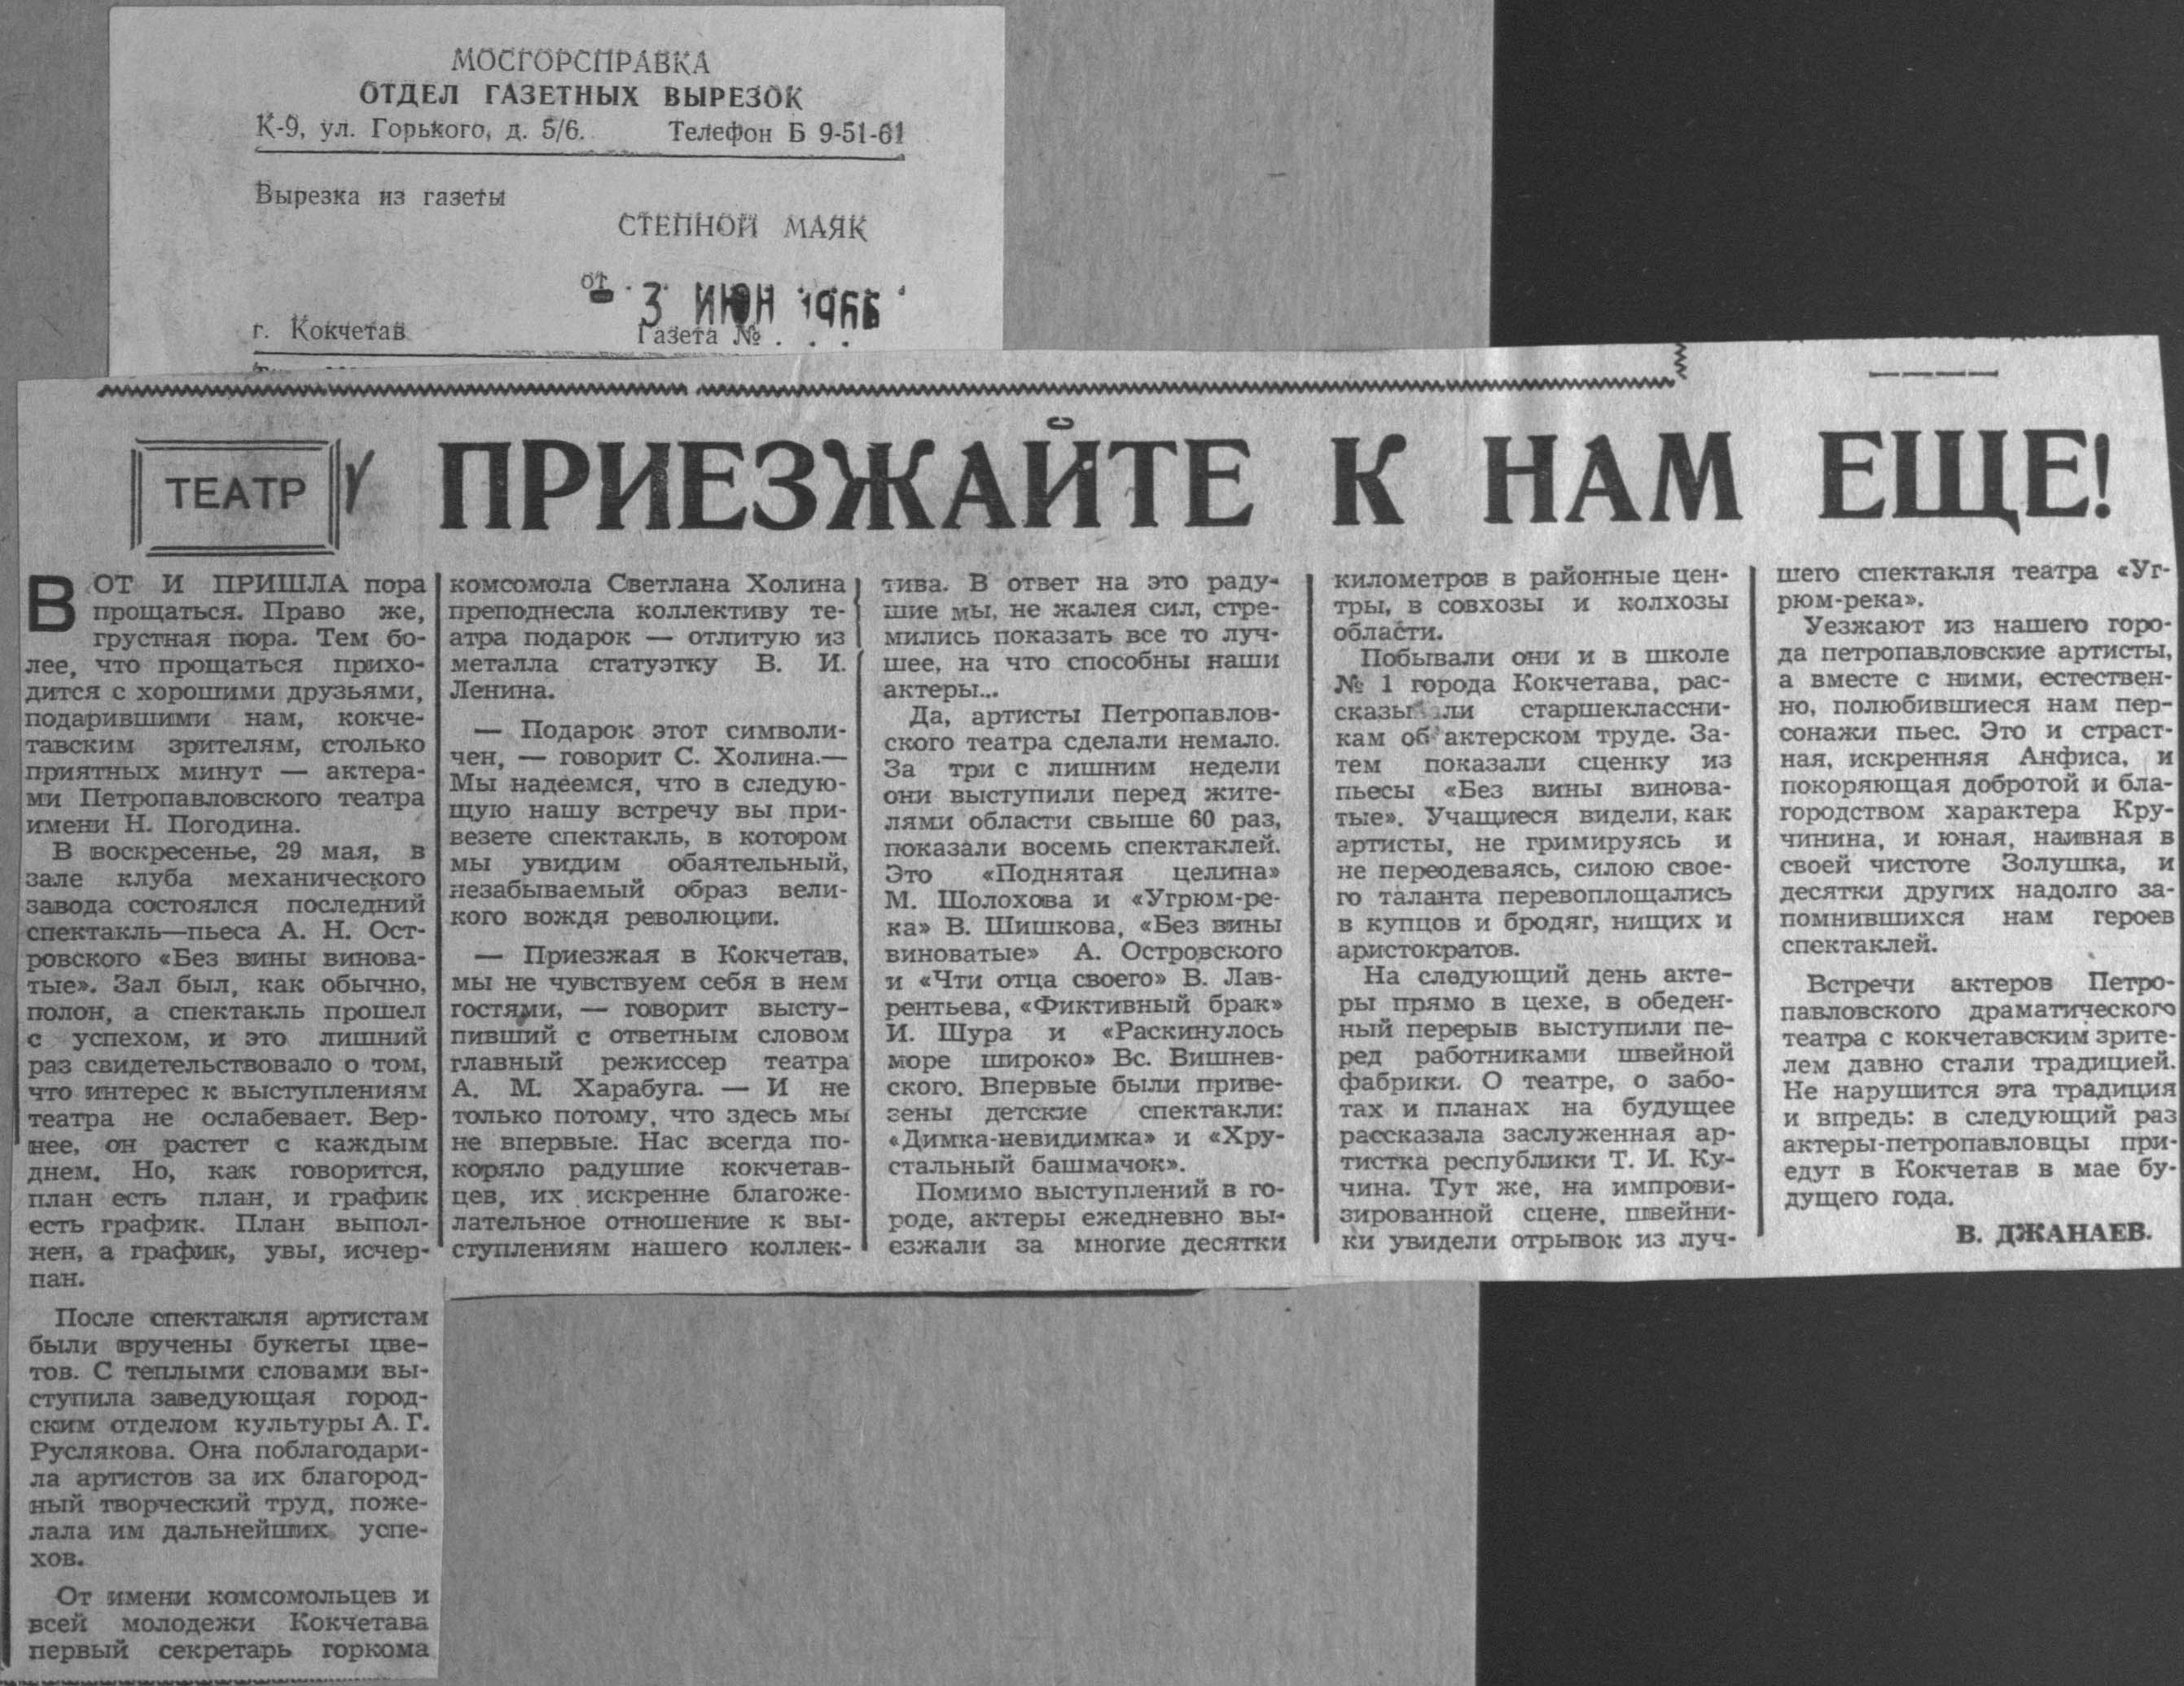 МОСГОРСПРАВКА
ОТДЕЛ ГАЗЕТНЫХ ВЫРЕЗОК
К-9, ул. Горького, д. 5/6. Телефон Б 9-51-61
Вырезка из газеты
СТЕПНОЙ МАЯК
от
- 3 ИЮН 1966
г. Кокчетав Газета № . . .
ТЕАТР
ПРИЕЗЖАЙТЕ К НАМ ЕЩЕ!
ВОТ И ПРИШЛА пора
прощаться. Право же,
грустная пора. Тем бо-
лее, что прощаться прихо-
дится с хорошими друзьями,
подарившими нам, кокче-
тавским зрителям, столько
приятных минут — актера-
ми Петропавловского театра
имени Н. Погодина.
В воскресенье, 29 мая, в
зале клуба механического
завода состоялся последний
спектакль—пьеса А. Н. Ост-
ровского «Без вины винова-
тые». Зал был, как обычно,
полон, а спектакль прошел
с успехом, и это лишний
раз свидетельствовало о том,
что интерес к выступлениям
театра не ослабевает. Вер-
нее, он растет с каждым
днем. Но, как говорится,
план есть план, и график
есть график. План выпол-
нен, а график, увы, исчер-
пан.
После спектакля артистам
были вручены букеты цве-
тов. С теплыми словами вы-
ступила заведующая город-
ским отделом культуры А. Г.
Руслякова. Она поблагодари-
ла артистов за их благород-
ный творческий труд, поже-
лала им дальнейших успе-
хов.
От имени комсомольцев и
всей молодежи Кокчетава
первый секретарь горкома
комсомола Светлана Холина
преподнесла коллективу те-
атра подарок — отлитую из
металла статуэтку В. И.
Ленина.
— Подарок этот символи-
чен, — говорит С. Холина.—
Мы надеемся, что в следую-
щую нашу встречу вы при-
везете спектакль, в котором
мы увидим обаятельный,
незабываемый образ вели-
кого вождя революции.
— Приезжая в Кокчетав,
мы не чувствуем себя в нем
гостями, — говорит высту-
пивший с ответным словом
главный режиссер театра
А. М. Харабуга. — И не
только потому, что здесь мы
не впервые. Нас всегда по-
коряло радушие кокчетав-
цев, их искренне благоже-
лательное отношение к вы-
ступлениям нашего коллек-
тива. В ответ на это раду-
шие мы, не жалея сил, стре-
мились показать все то луч-
шее, на что способны наши
актеры...
Да, артисты Петропавлов-
ского театра сделали немало.
За три с лишним недели
они выступили перед жите-
лями области свыше 60 раз,
показали восемь спектаклей.
Это «Поднятая целина»
М. Шолохова и «Угрюм-ре-
ка» В. Шишкова, «Без вины
виноватые» А. Островского
и «Чти отца своего» В. Лав-
рентьева, «Фиктивный брак»
И. Шура и «Раскинулось
море широко» Вс. Вишнев-
ского. Впервые были приве-
зены детские спектакли:
«Димка-невидимка» и «Хру-
стальный башмачок».
Помимо выступлений в го-
роде, актеры ежедневно вы-
езжали за многие десятки
километров в районные цен-
тры, в совхозы и колхозы
области.
Побывали они и в школе
№ 1 города Кокчетава, рас-
сказывали старшеклассни-
кам об актерском труде. За-
тем показали сценку из
пьесы «Без вины винова-
тые». Учащиеся видели, как
артисты, не гримируясь и
не переодеваясь, силою свое-
го таланта перевоплощались
в купцов и бродяг, нищих и
аристократов.
На следующий день акте-
ры прямо в цехе, в обеден-
ный перерыв выступили пе-
ред работниками швейной
фабрики. О театре, о забо-
тах и планах на будущее
рассказала заслуженная ар-
тистка республики Т. И. Ку-
чина. Тут же, на импрови-
зированной сцене, швейни-
ки увидели отрывок из луч-
шего спектакля театра «Уг-
рюм-река».
Уезжают из нашего горо-
да петропавловские артисты,
а вместе с ними, естествен-
но, полюбившиеся нам пер-
сонажи пьес. Это и страст-
ная, искренняя Анфиса, и
покоряющая добротой и бла-
городством характера Кру-
чинина, и юная, наивная в
своей чистоте Золушка, и
десятки других надолго за-
помнившихся нам героев
спектаклей.
Встречи актеров Петро-
павловского драматического
театра с кокчетавским зрите-
лем давно стали традицией.
Не нарушится эта традиция
и впредь: в следующий раз
актеры-петропавловцы при-
едут в Кокчетав в мае бу-
дущего года.
В. ДЖАНАЕВ.